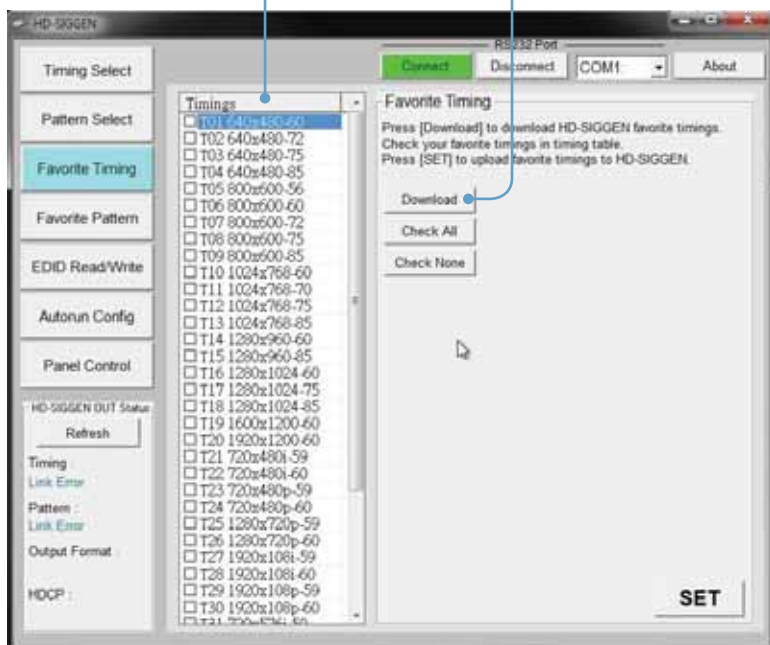 HD-SIGGEN
RS232 Port
Connect
Disconnect
COM1
About
Timing Select
Pattern Select
Favorite Timing
Favorite Pattern
EDID Read/Write
Autorun Config
Panel Control
HD-SIGGEN OUT Status
Refresh
Timing :
Link Error
Pattern :
Link Error
Output Format
HDCP :
Timings
T01 640x480-60
T02 640x480-72
T03 640x480-75
T04 640x480-85
T05 800x600-56
T06 800x600-60
T07 800x600-72
T08 800x600-75
T09 800x600-85
T10 1024x768-60
T11 1024x768-70
T12 1024x768-75
T13 1024x768-85
T14 1280x960-60
T15 1280x960-85
T16 1280x1024-60
T17 1280x1024-75
T18 1280x1024-85
T19 1600x1200-60
T20 1920x1200-60
T21 720x480i-59
T22 720x480i-60
T23 720x480p-59
T24 720x480p-60
T25 1280x720p-59
T26 1280x720p-60
T27 1920x108i-59
T28 1920x108i-60
T29 1920x108p-59
T30 1920x108p-60
T31 720x576i-50
Favorite Timing
Press [Download] to download HD-SIGGEN favorite timings.
Check your favorite timings in timing table.
Press [SET] to upload favorite timings to HD-SIGGEN.
Download
Check All
Check None
SET